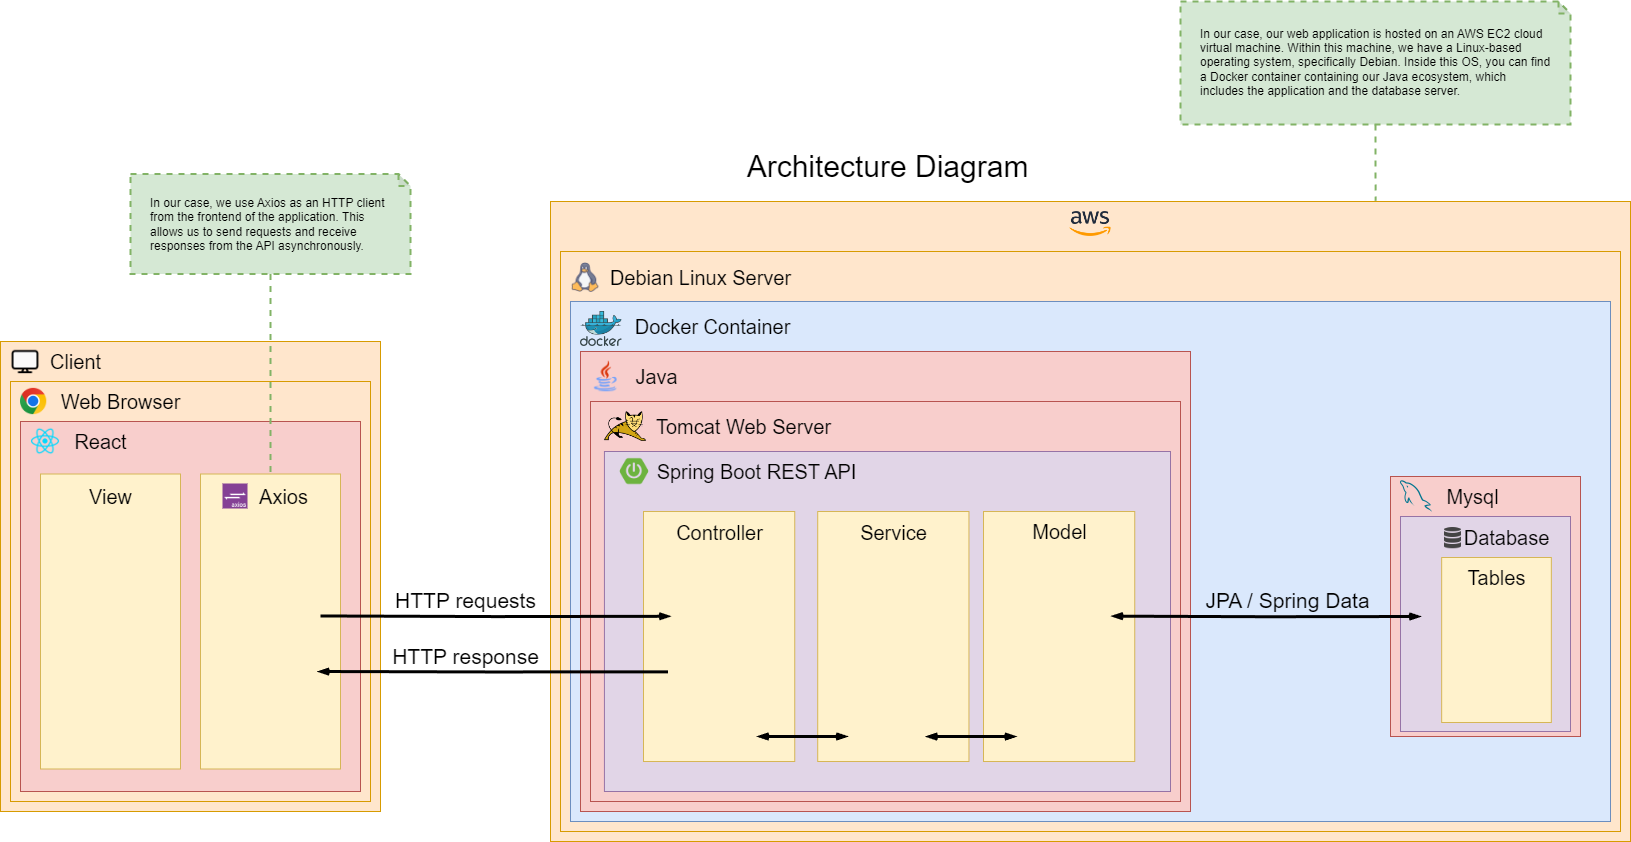 In our case, our web application is hosted on an AWS EC2 cloud
virtual machine. Within this machine, we have a Linux-based
operating system, specifically Debian. Inside this OS, you can find
a Docker container containing our Java ecosystem, which
includes the application and the database server.
Architecture Diagram
In our case, we use Axios as an HTTP client
from the frontend of the application. This
allows us to send requests and receive
responses from the API asynchronously.
aws
Debian Linux Server
docker
Docker Container
Client
Java
Web Browser
Tomcat Web Server
React
Spring Boot REST API
View
axios
Axios
Controller
Service
Model
Mysql
Database
Tables
HTTP requests
JPA / Spring Data
HTTP response